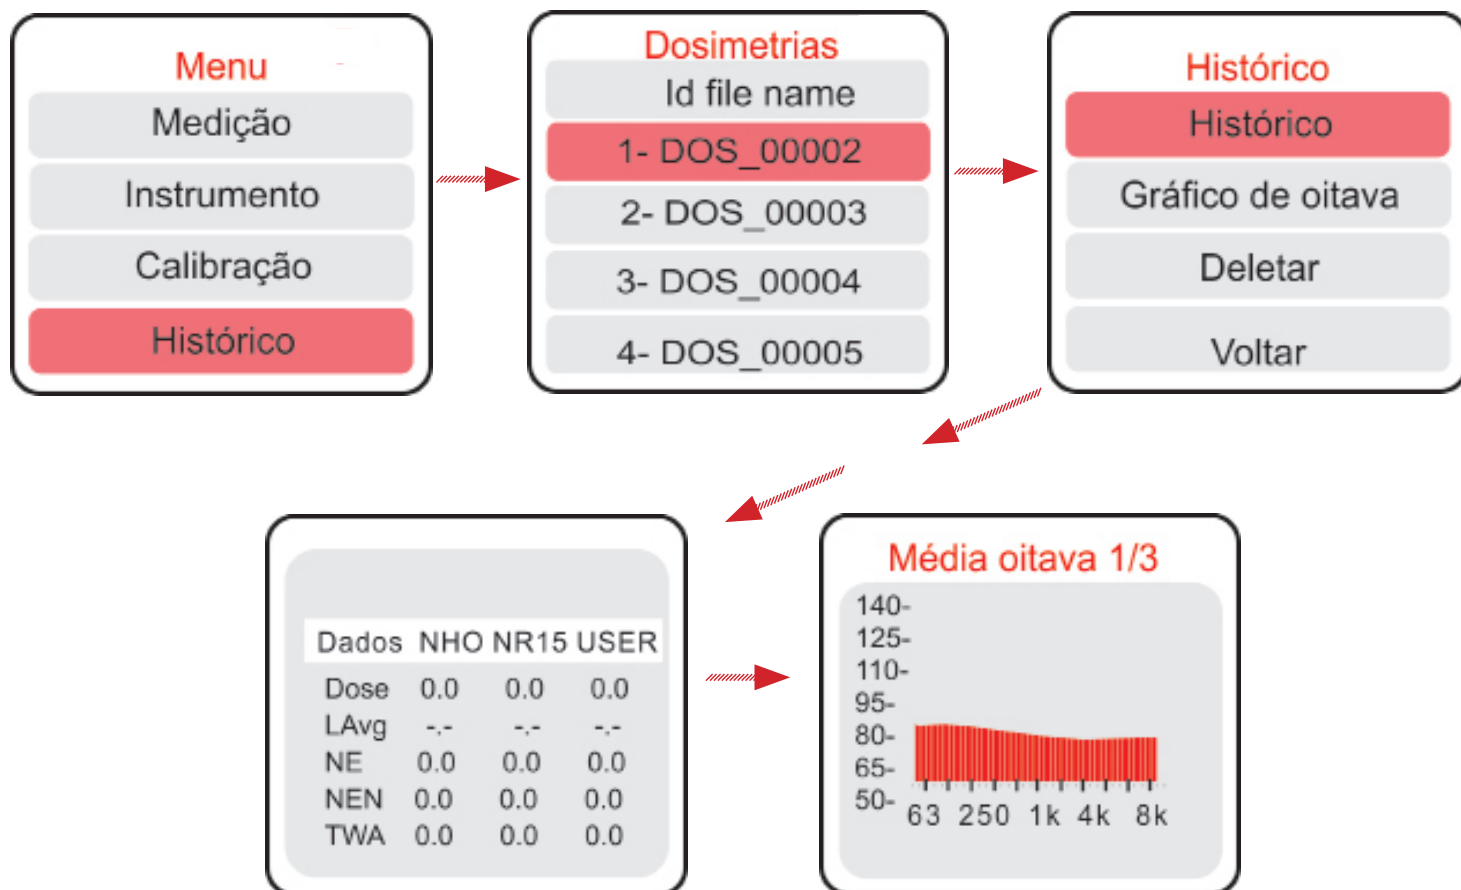 Menu
Medição
Instrumento
Calibração
Histórico
Dosimetrias
Id file name
1- DOS_00002
2- DOS_00003
3- DOS_00004
4- DOS_00005
Histórico
Histórico
Gráfico de oitava
Deletar
Voltar
Dados NHO NR15 USER
Dose 0.0 0.0 0.0
LAvg -.- -.- -.-
NE 0.0 0.0 0.0
NEN 0.0 0.0 0.0
TWA 0.0 0.0 0.0
Média oitava 1/3
140-
125-
110-
95-
80-
65-
50-
63 250 1k 4k 8k